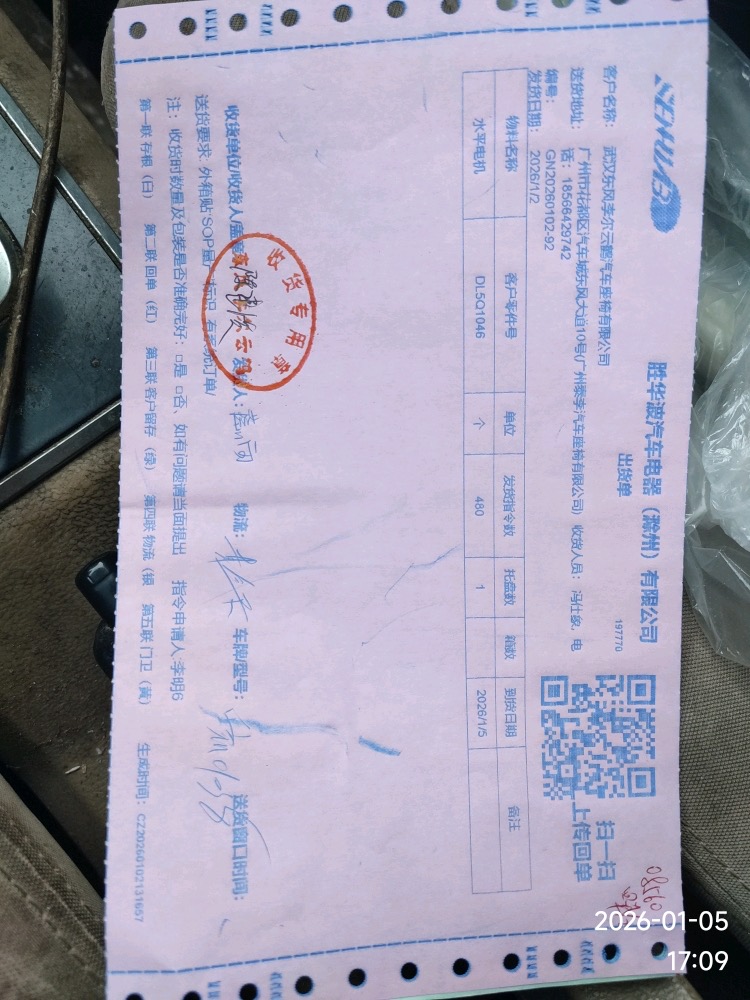 胜华波汽车电器（滁州）有限公司
出货单
197770
扫一扫
上传回单
客户名称： 武汉东风李尔云鹤汽车座椅有限公司
送货地址： 广州市花都区汽车城东风大道10号(广州泰李汽车座椅有限公司) 收货人员： 冯仕毅，电
话：18566429742
编号： GN20260102-92
发货日期： 2026/1/2
物料名称 客户零件号 单位 发货指令数 托盘数 箱数 到货日期 备注
水平电机 DL5Q1046 个 480 1 2026/1/5
收货单位/收货人 物流： 车牌/型号： 送货窗口时间：
收货专用章
送货要求: 外箱贴SOP 标识 有系统订单/
注： 收货时数量及包装是否准确完好：□是 □否、如有问题请当面提出 指令申请人:李明6
第一联 存根（白） 第二联 回单（红） 第三联 客户留存（绿） 第四联 物流（银 第五联 门卫（黄） 生成时间：CZ20260102131657
2026-01-05
17:09